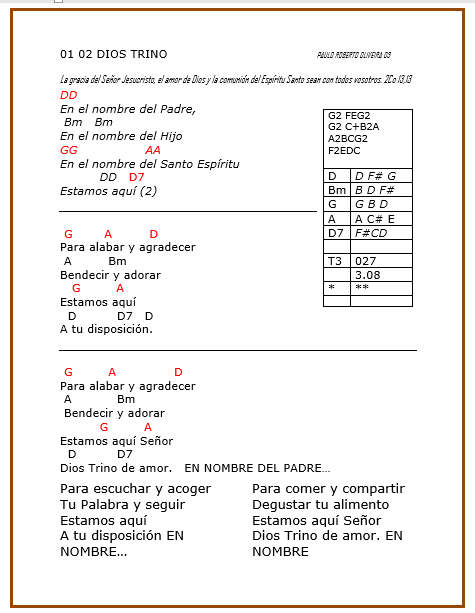 01 02 DIOS TRINO PAULO ROBERTO OLIVEIRA 03
La gracia del Señor Jesucristo, el amor de Dios y la comunión del Espíritu Santo sean con todos vosotros. 2Co 13,13
DD
En el nombre del Padre,
Bm Bm
En el nombre del Hijo
GG AA
En el nombre del Santo Espíritu
DD D7
Estamos aquí (2)
G2 FEG2
G2 C+B2A
A2BCG2
F2EDC
D D F# G
Bm B D F#
G G B D
A A C# E
D7 F#CD
T3 027
3.08
* **
G A D
Para alabar y agradecer
A Bm
Bendecir y adorar
G A
Estamos aquí
D D7 D
A tu disposición.
G A D
Para alabar y agradecer
A Bm
Bendecir y adorar
G A
Estamos aquí Señor
D D7
Dios Trino de amor. EN NOMBRE DEL PADRE…
Para escuchar y acoger
Tu Palabra y seguir
Estamos aquí
A tu disposición EN
NOMBRE…
Para comer y compartir
Degustar tu alimento
Estamos aquí Señor
Dios Trino de amor. EN
NOMBRE